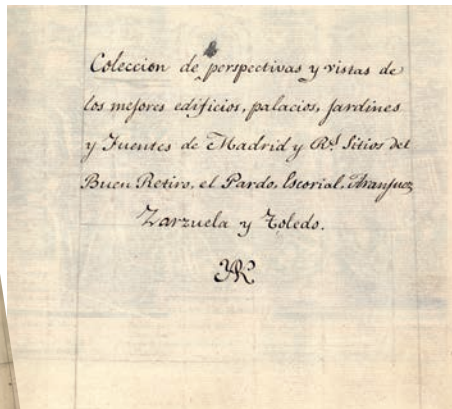 Coleccion de perspectivas y vistas de
los mejores edificios, palacios, jardines
y Fuentes de Madrid y Rs. Sitios del
Buen Retiro, el Pardo, Escorial, Aranjuez,
Zarzuela y Toledo.